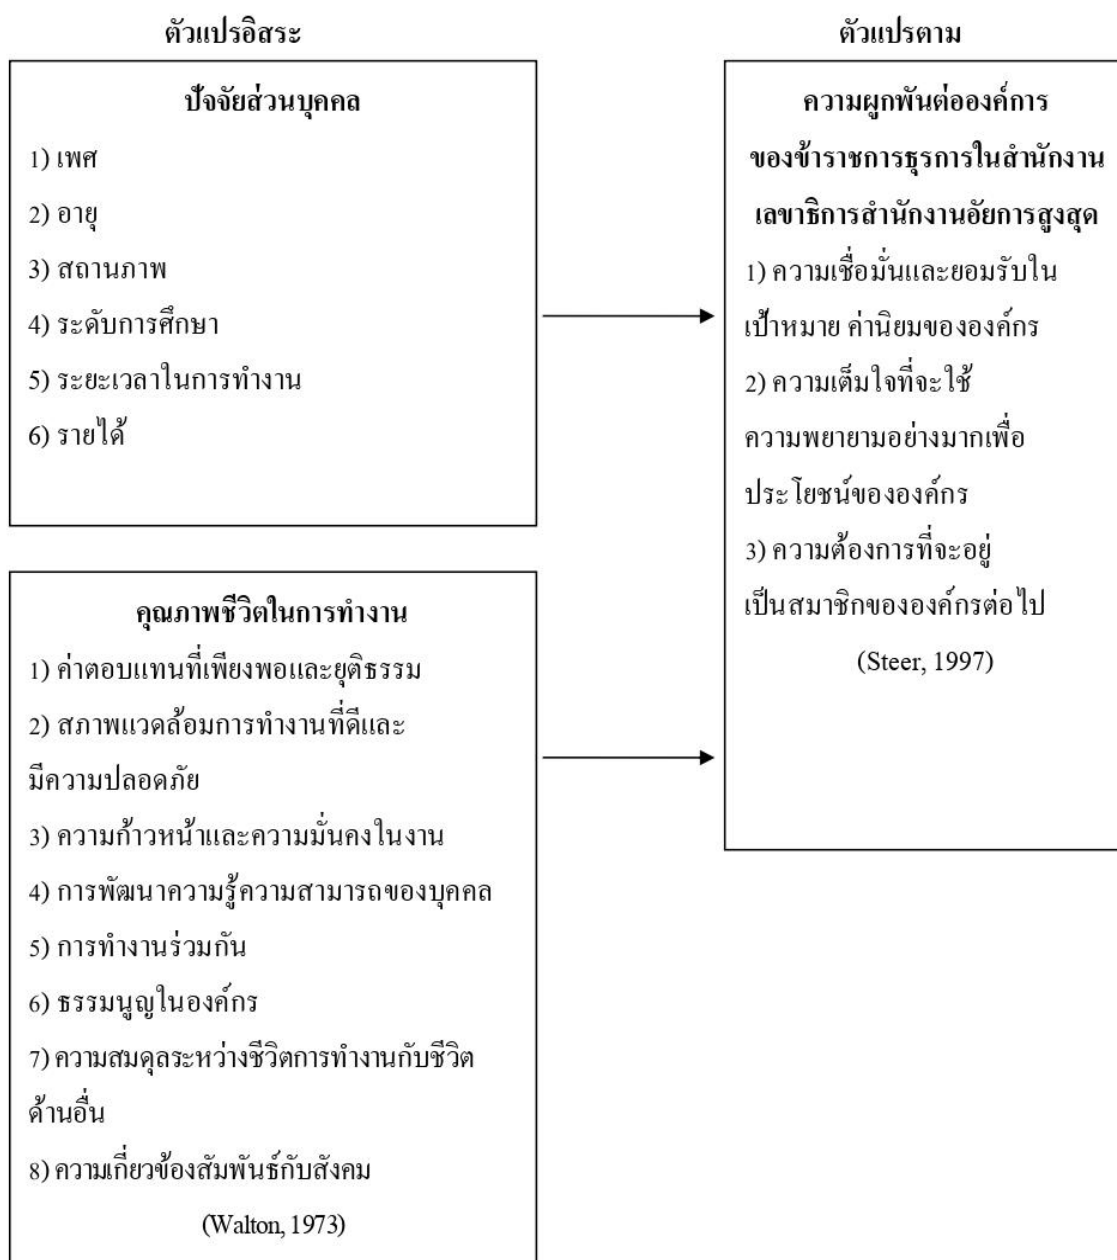 ตัวแปรอิสระ
ปัจจัยส่วนบุคคล
1) เพศ
2) อายุ
3) สถานภาพ
4) ระดับการศึกษา
5) ระยะเวลาในการทำงาน
6) รายได้
คุณภาพชีวิตในการทำงาน
1) ค่าตอบแทนที่เพียงพอและยุติธรรม
2) สภาพแวดล้อมการทำงานที่ดีและ
มีความปลอดภัย
3) ความก้าวหน้าและความมั่นคงในงาน
4) การพัฒนาความรู้ความสามารถของบุคคล
5) การทำงานร่วมกัน
6) ธรรมนูญในองค์กร
7) ความสมดุลระหว่างชีวิตการทำงานกับชีวิต
ด้านอื่น
8) ความเกี่ยวข้องสัมพันธ์กับสังคม
(Walton, 1973)
ตัวแปรตาม
ความผูกพันต่อองค์การ
ของข้าราชการธุรการในสำนักงาน
เลขาธิการสำนักงานอัยการสูงสุด
1) ความเชื่อมั่นและยอมรับใน
เป้าหมาย ค่านิยมขององค์กร
2) ความเต็มใจที่จะใช้
ความพยายามอย่างมากเพื่อ
ประโยชน์ขององค์กร
3) ความต้องการที่จะอยู่
เป็นสมาชิกขององค์กรต่อไป
(Steer, 1997)